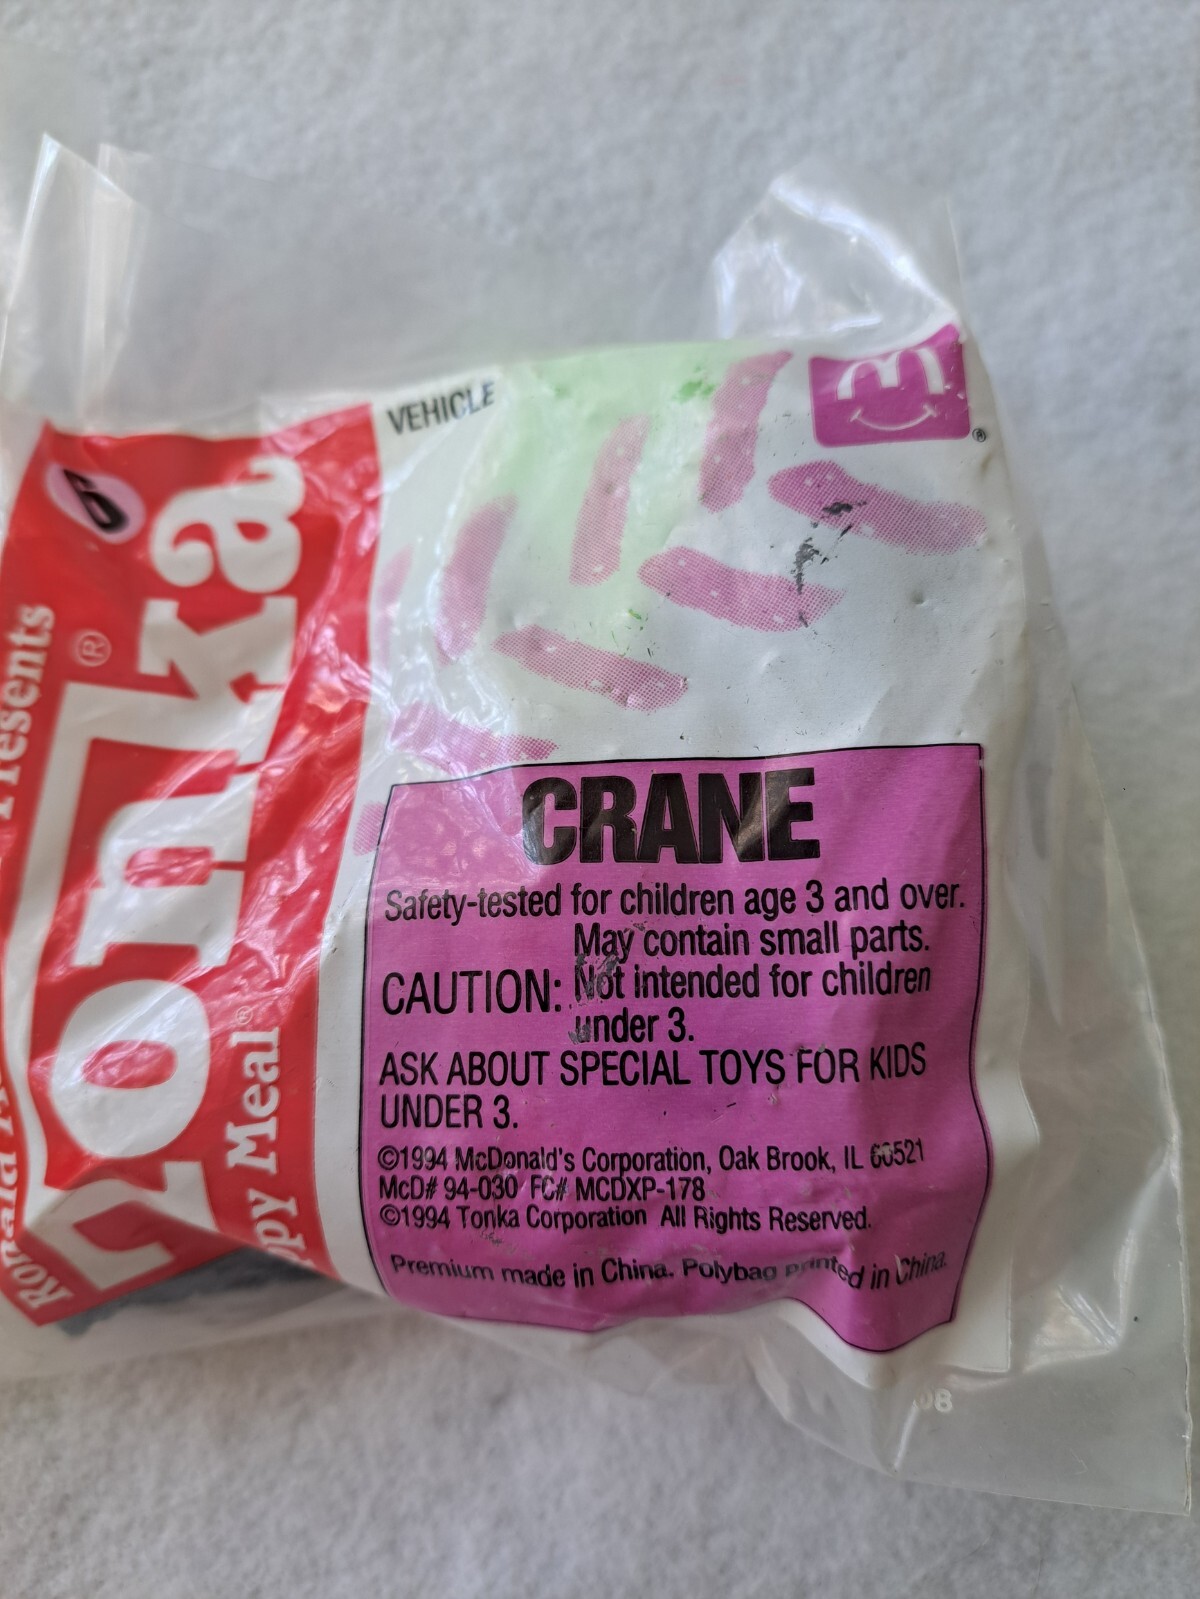 Ronald
Presents
Tonka
®
ppy Meal®
6
VEHICLE
®
CRANE
Safety-tested for children age 3 and over.
May contain small parts.
CAUTION: Not intended for children
under 3.
ASK ABOUT SPECIAL TOYS FOR KIDS
UNDER 3.
©1994 McDonald's Corporation, Oak Brook, IL 60521
McD# 94-030 FC# MCDXP-178
©1994 Tonka Corporation All Rights Reserved.
Premium made in China. Polybag printed in China.
08